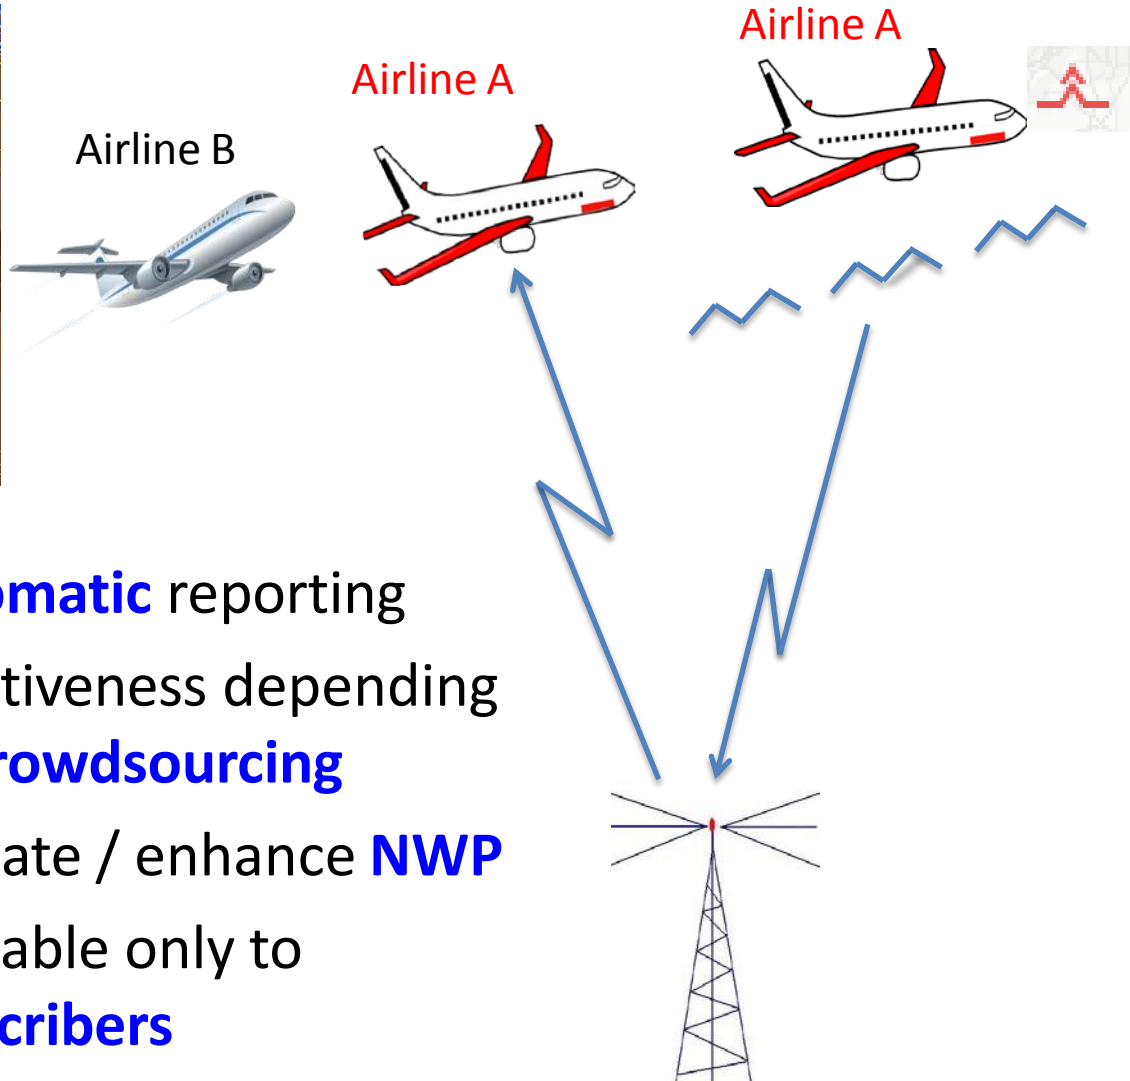 Airline A
Airline A
Airline B
omatic reporting
tiveness depending
rowdsourcing
ate / enhance NWP
able only to
cribers